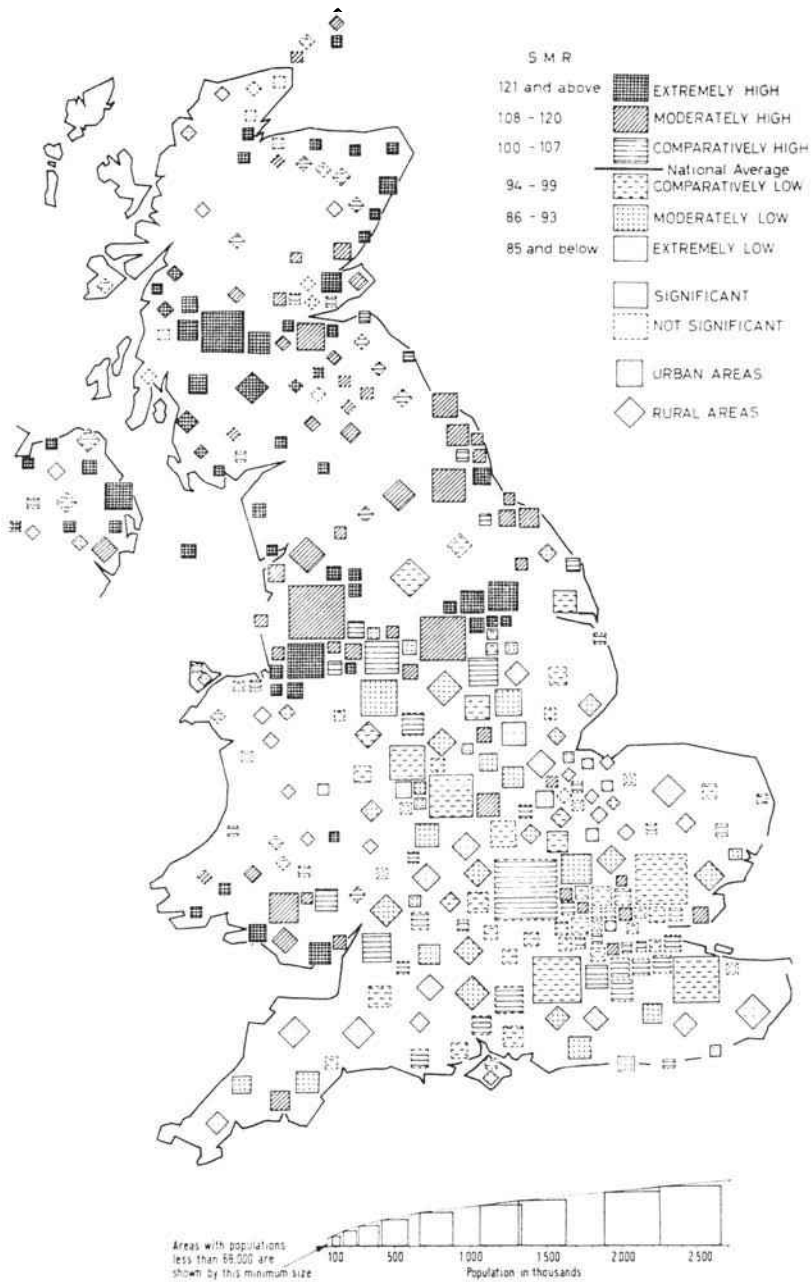 S M R
121 and above EXTREMELY HIGH
108 - 120 MODERATELY HIGH
100 - 107 COMPARATIVELY HIGH
National Average
94 - 99 COMPARATIVELY LOW
86 - 93 MODERATELY LOW
85 and below EXTREMELY LOW
SIGNIFICANT
NOT SIGNIFICANT
URBAN AREAS
RURAL AREAS
Areas with populations
less than 69,000 are
shown by this minimum size
100 500 1000 1500 2000 2500
Population in thousands